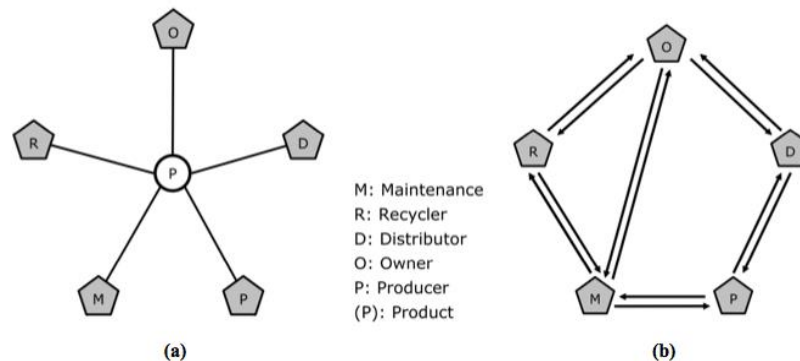 O
R
D
P
M
P
(a)
M: Maintenance
R: Recycler
D: Distributor
O: Owner
P: Producer
(P): Product
O
R
D
M
P
(b)